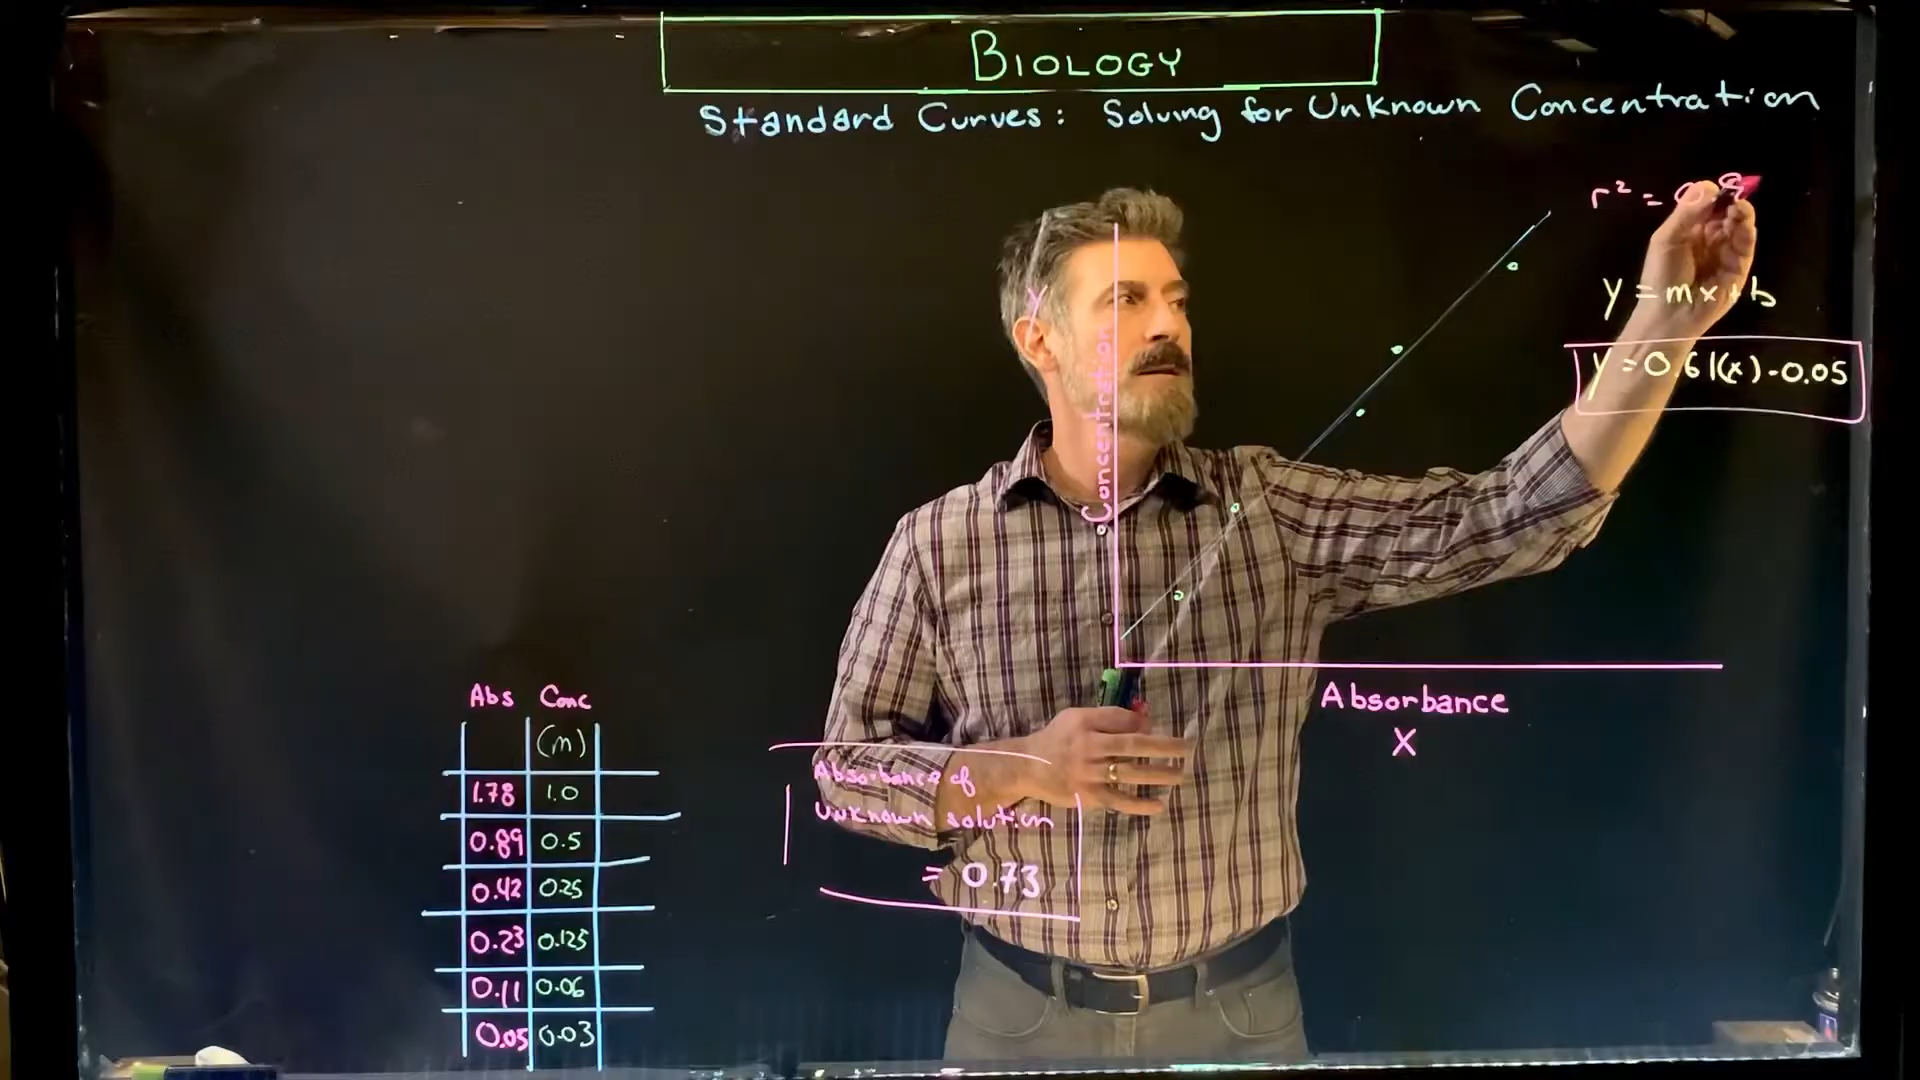 BIOLOGY
Standard Curves: Solving for Unknown Concentration
r² = 0.9
y = mx + b
y = 0.61(x) - 0.05
Y
Concentration
Absorbance
X
Abs Conc
(m)
1.78 1.0
0.89 0.5
0.42 0.25
0.23 0.125
0.11 0.06
0.05 0.03
Absorbance of
Unknown solution
= 0.73